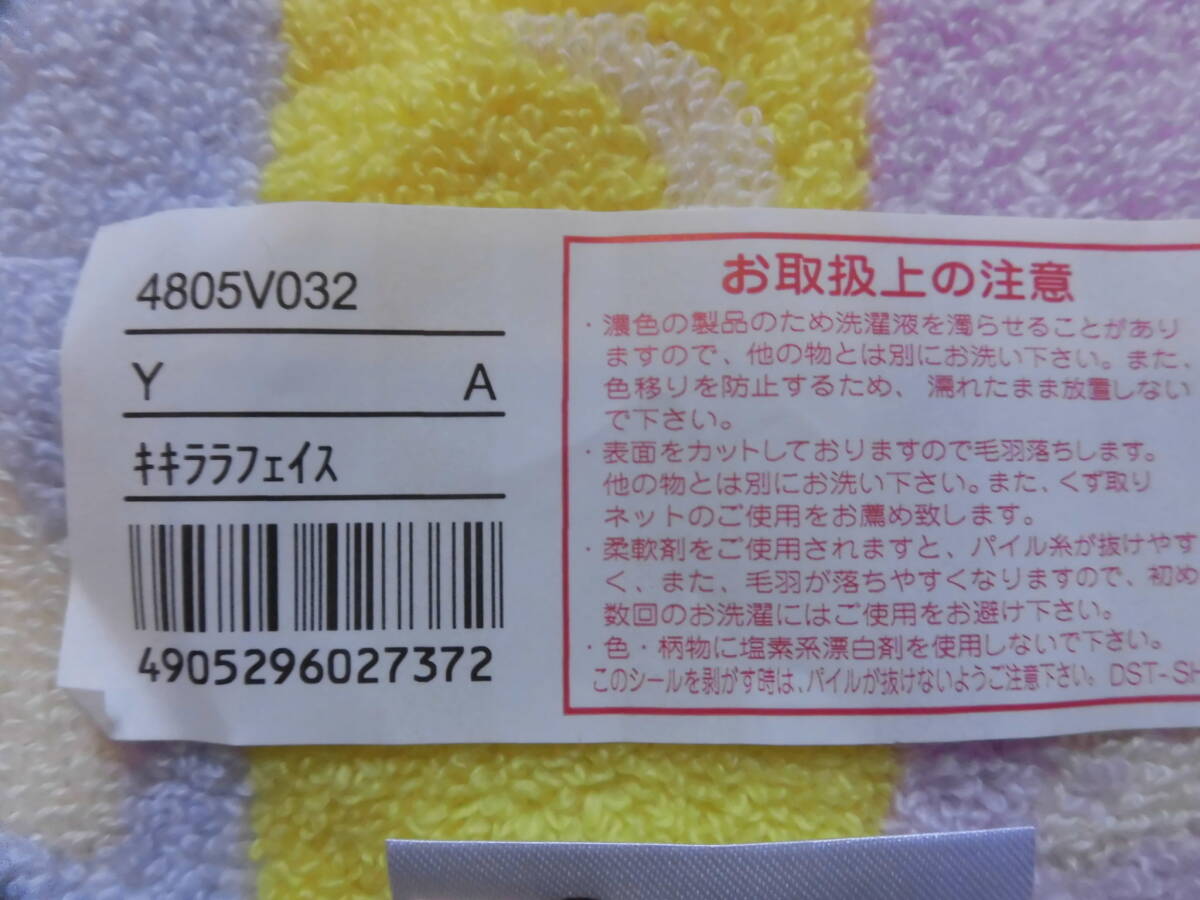 4805V032
Y A
ｷｷﾗﾗﾌｪｲｽ
4905296027372
お取扱上の注意
・濃色の製品のため洗濯液を濁らせることがあり
ますので、他の物とは別にお洗い下さい。また、
色移りを防止するため、濡れたまま放置しない
で下さい。
・表面をカットしておりますので毛羽落ちします。
他の物とは別にお洗い下さい。また、くず取り
ネットのご使用をお薦め致します。
・柔軟剤をご使用されますと、パイル糸が抜けやす
く、また、毛羽が落ちやすくなりますので、初め
数回のお洗濯にはご使用をお避け下さい。
・色・柄物に塩素系漂白剤を使用しないで下さい。
このシールを剥がす時は、パイルが抜けないようご注意下さい。DST-SH